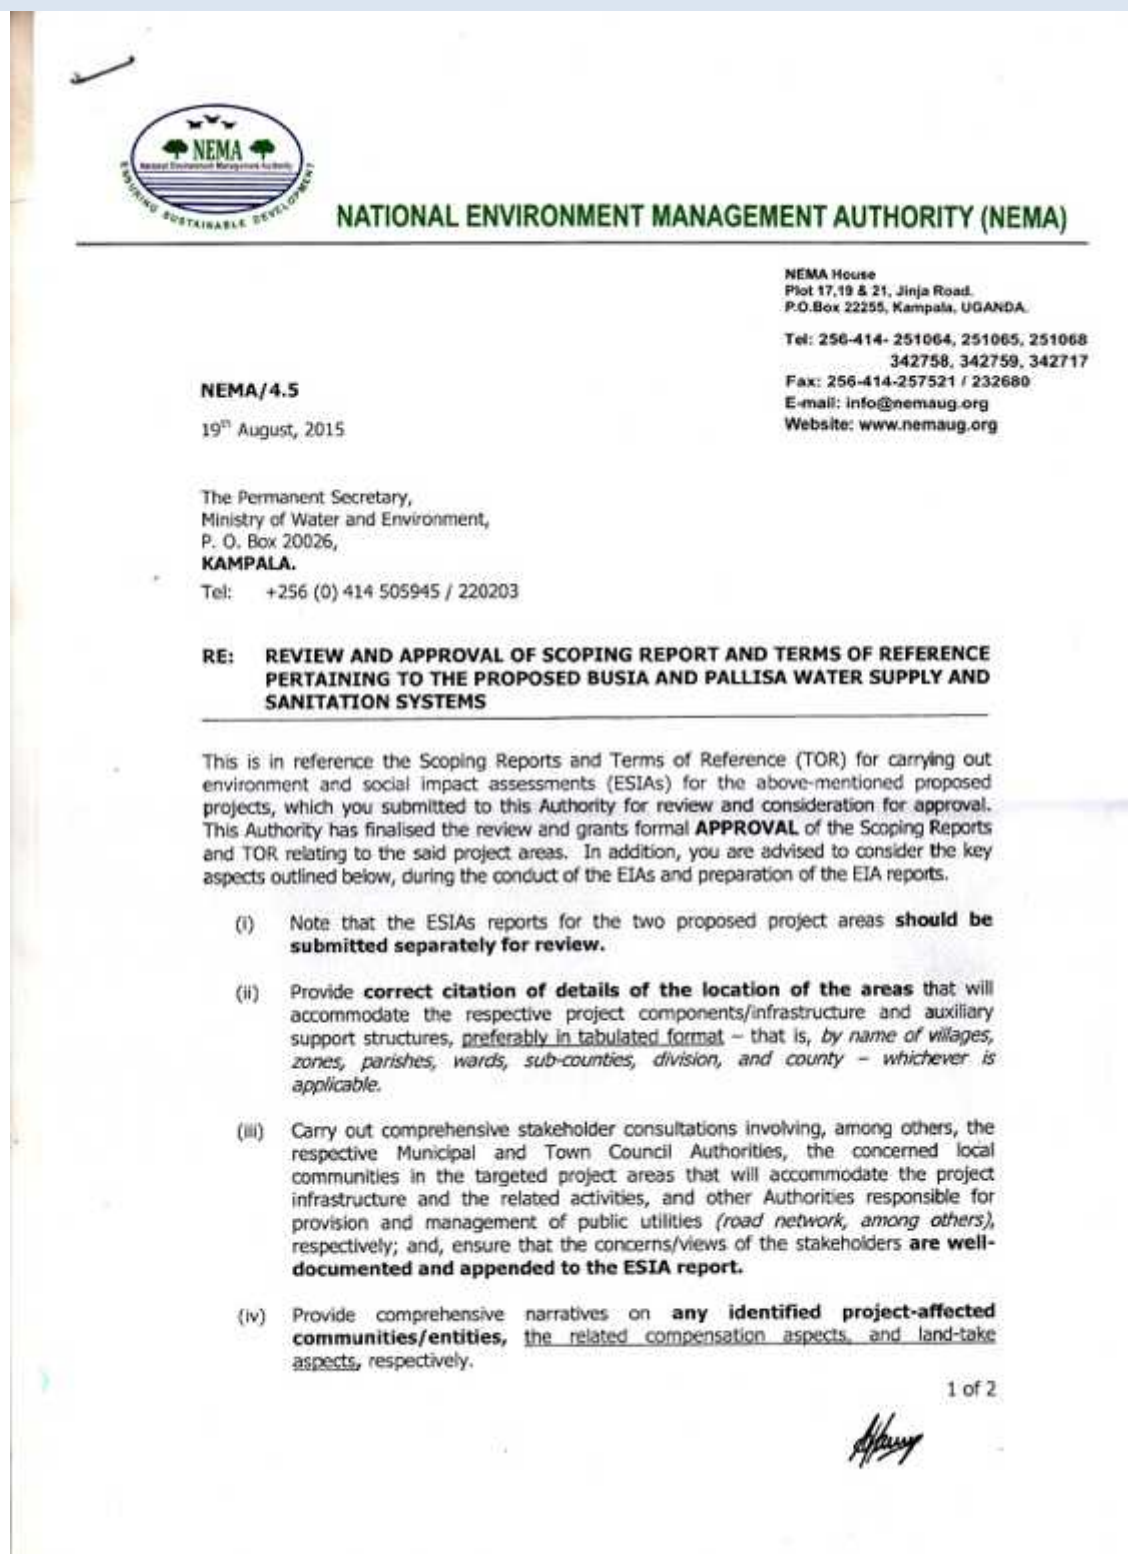 NEMA
National Environment Management Authority
ENSURING SUSTAINABLE DEVELOPMENT
NATIONAL ENVIRONMENT MANAGEMENT AUTHORITY (NEMA)
NEMA House
Plot 17,19 & 21, Jinja Road.
P.O.Box 22255, Kampala, UGANDA.
Tel: 256-414- 251064, 251065, 251068
342758, 342759, 342717
Fax: 256-414-257521 / 232680
E-mail: info@nemaug.org
Website: www.nemaug.org
NEMA/4.5
19th August, 2015
The Permanent Secretary,
Ministry of Water and Environment,
P. O. Box 20026,
KAMPALA.
Tel: +256 (0) 414 505945 / 220203
RE: REVIEW AND APPROVAL OF SCOPING REPORT AND TERMS OF REFERENCE
PERTAINING TO THE PROPOSED BUSIA AND PALLISA WATER SUPPLY AND
SANITATION SYSTEMS
This is in reference the Scoping Reports and Terms of Reference (TOR) for carrying out
environment and social impact assessments (ESIAs) for the above-mentioned proposed
projects, which you submitted to this Authority for review and consideration for approval.
This Authority has finalised the review and grants formal APPROVAL of the Scoping Reports
and TOR relating to the said project areas. In addition, you are advised to consider the key
aspects outlined below, during the conduct of the EIAs and preparation of the EIA reports.
(i) Note that the ESIAs reports for the two proposed project areas should be
submitted separately for review.
(ii) Provide correct citation of details of the location of the areas that will
accommodate the respective project components/infrastructure and auxiliary
support structures, preferably in tabulated format – that is, by name of villages,
zones, parishes, wards, sub-counties, division, and county – whichever is
applicable.
(iii) Carry out comprehensive stakeholder consultations involving, among others, the
respective Municipal and Town Council Authorities, the concerned local
communities in the targeted project areas that will accommodate the project
infrastructure and the related activities, and other Authorities responsible for
provision and management of public utilities (road network, among others),
respectively; and, ensure that the concerns/views of the stakeholders are well-
documented and appended to the ESIA report.
(iv) Provide comprehensive narratives on any identified project-affected
communities/entities, the related compensation aspects, and land-take
aspects, respectively.
1 of 2